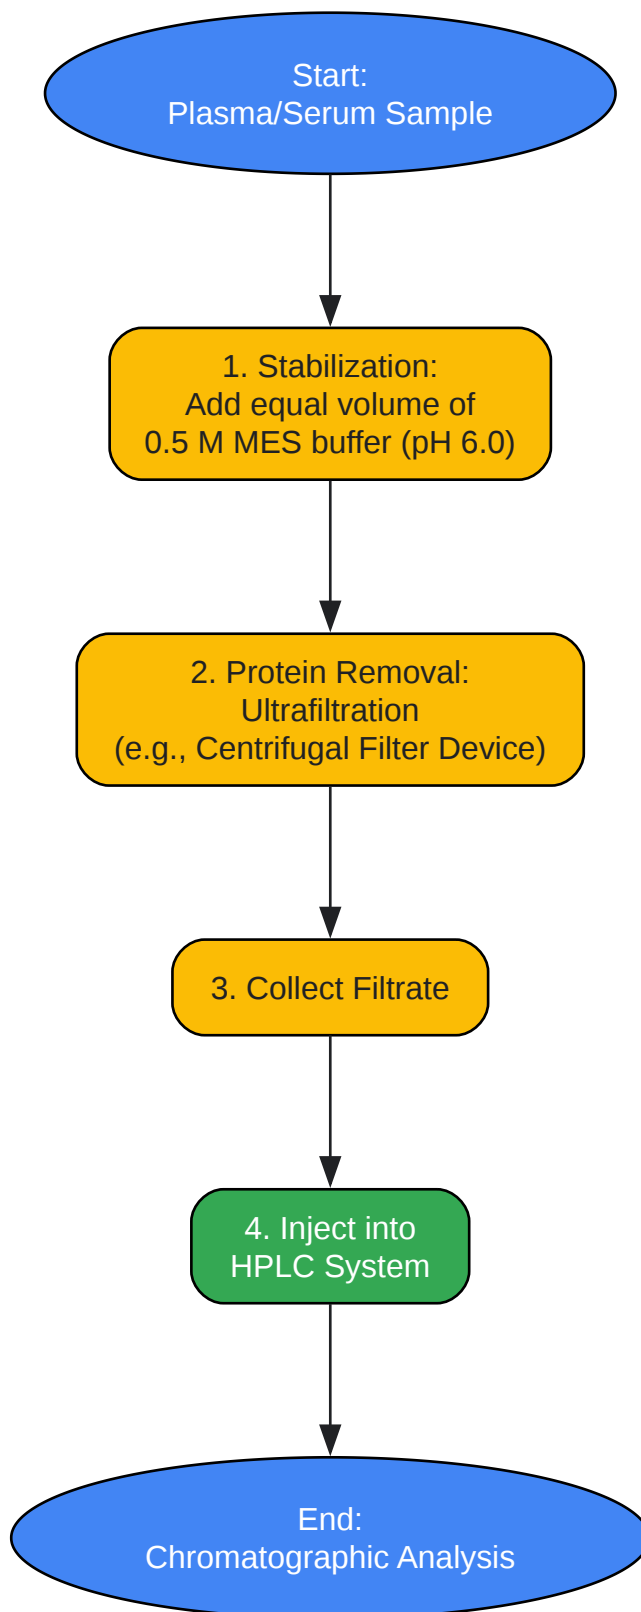 Start:
Plasma/Serum Sample
1. Stabilization:
Add equal volume of
0.5 M MES buffer (pH 6.0)
2. Protein Removal:
Ultrafiltration
(e.g., Centrifugal Filter Device)
3. Collect Filtrate
4. Inject into
HPLC System
End:
Chromatographic Analysis